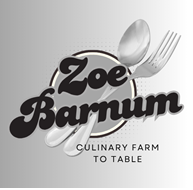 Zoe
Barnum
CULINARY FARM
TO TABLE